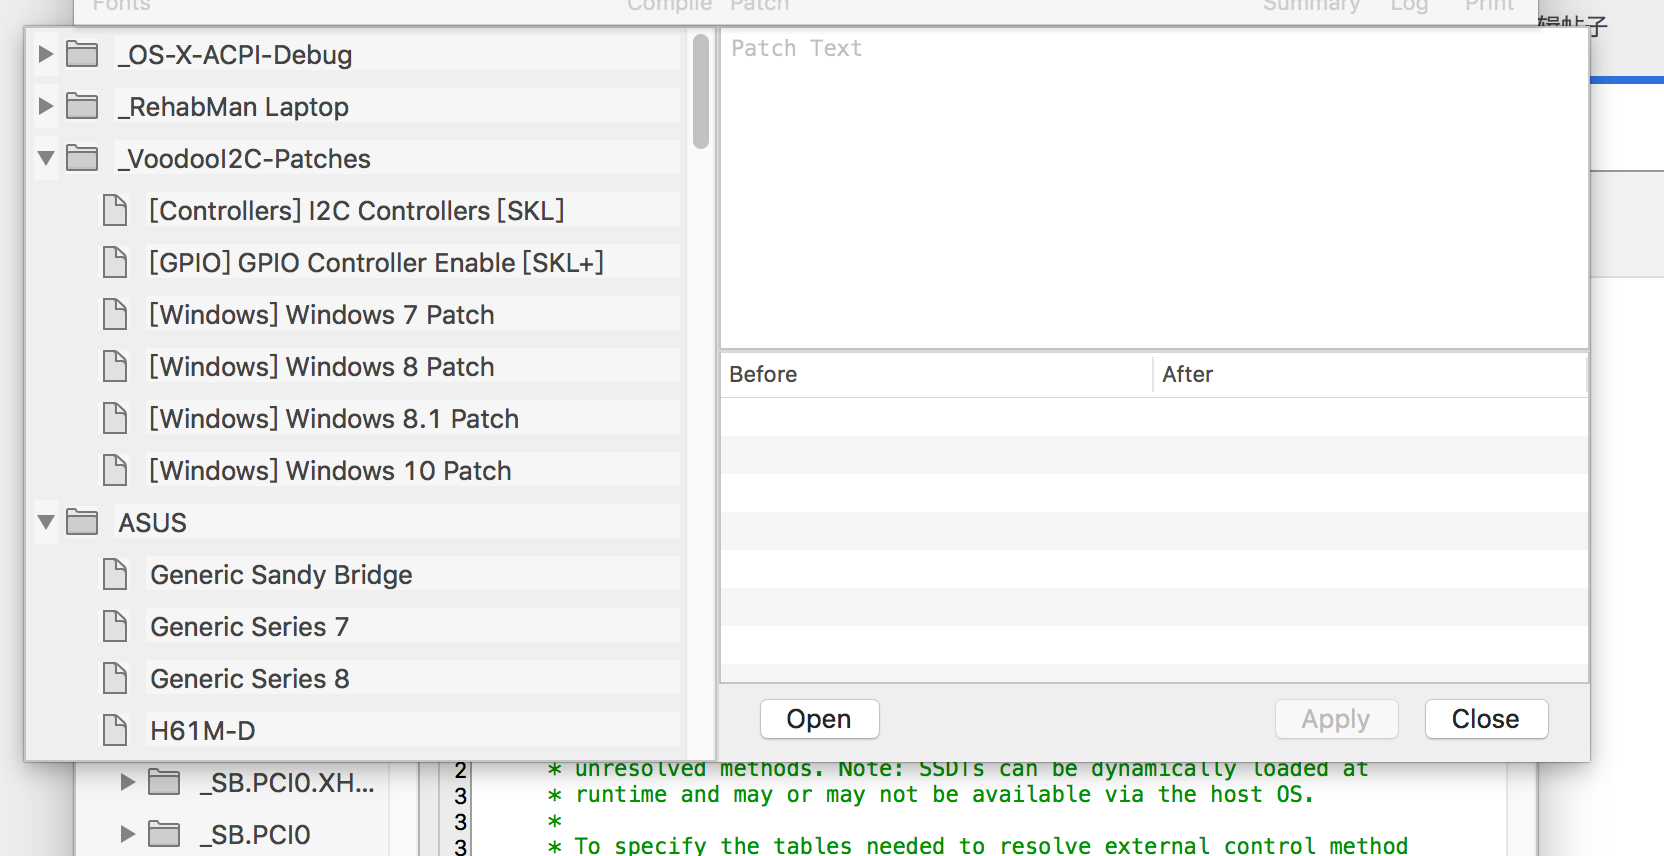 Fonts Compile Patch Summary Log Print
辑帖子
_OS-X-ACPI-Debug
_RehabMan Laptop
_VoodooI2C-Patches
[Controllers] I2C Controllers [SKL]
[GPIO] GPIO Controller Enable [SKL+]
[Windows] Windows 7 Patch
[Windows] Windows 8 Patch
[Windows] Windows 8.1 Patch
[Windows] Windows 10 Patch
ASUS
Generic Sandy Bridge
Generic Series 7
Generic Series 8
H61M-D
Patch Text
Before After
Open Apply Close
_SB.PCI0.XH...
_SB.PCI0
2 * unresolved methods. Note: SSDTs can be dynamically loaded at
3 * runtime and may or may not be available via the host OS.
3 *
3 * To specify the tables needed to resolve external control method